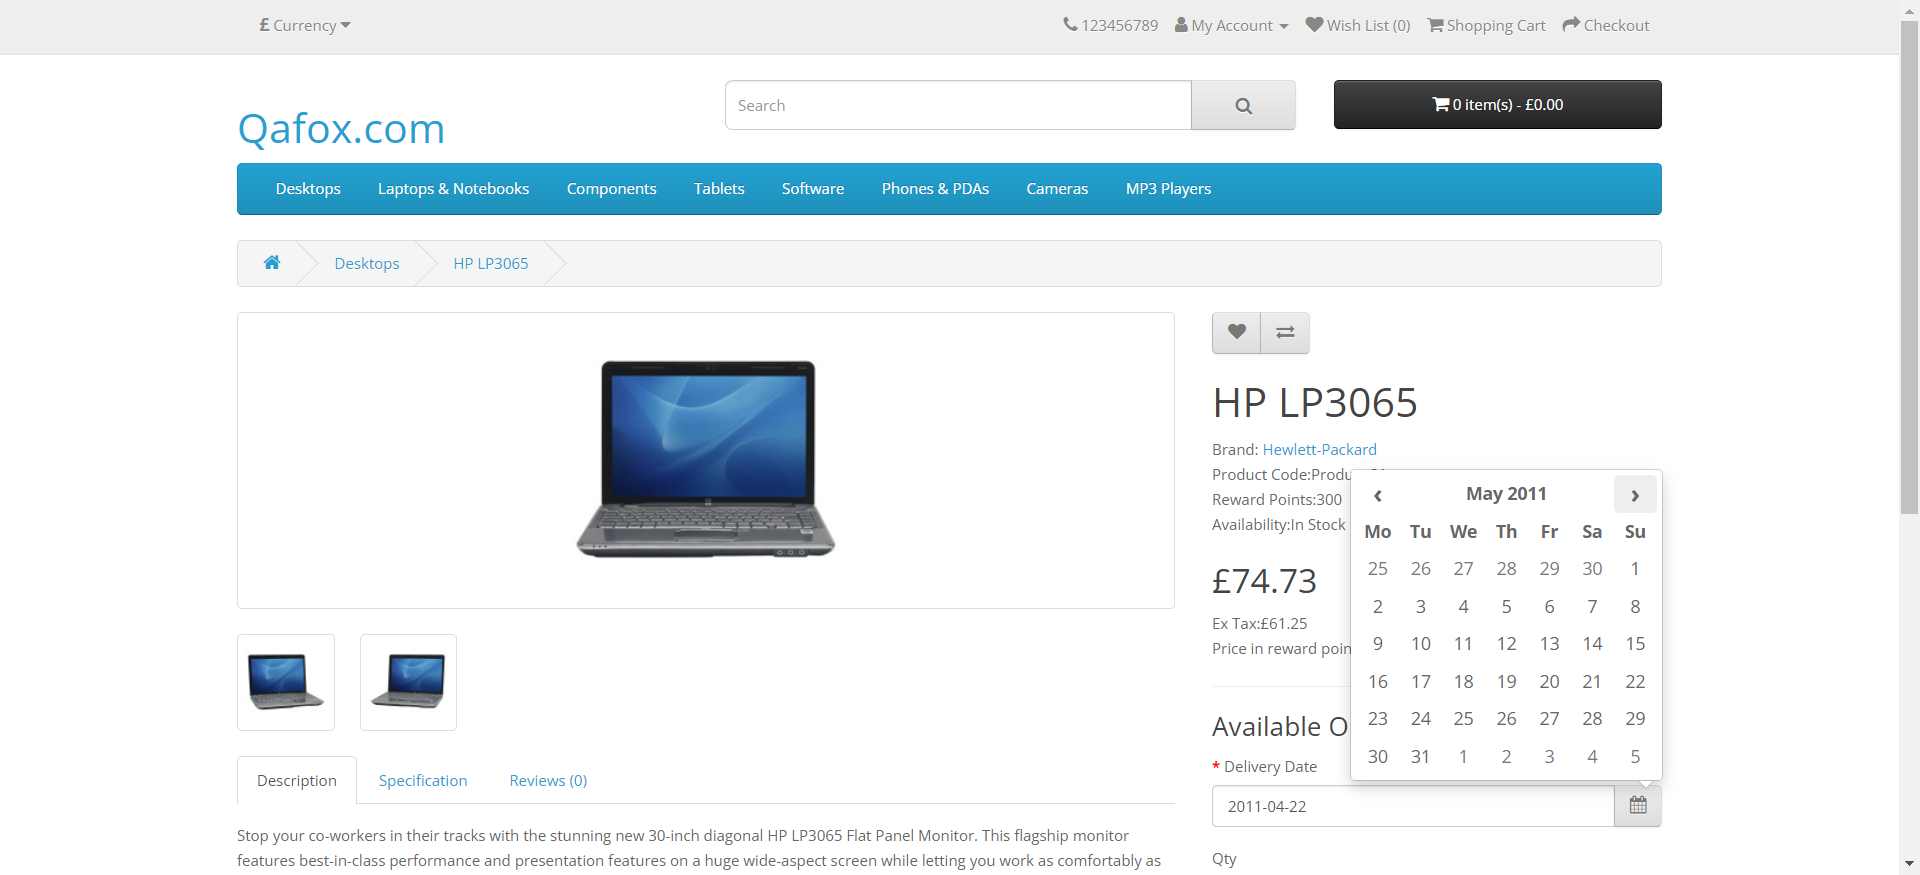 £ Currency
123456789 My Account Wish List (0) Shopping Cart Checkout
Qafox.com
Search
0 item(s) - £0.00
Desktops Laptops & Notebooks Components Tablets Software Phones & PDAs Cameras MP3 Players
Desktops HP LP3065
HP LP3065
Brand: Hewlett-Packard
Product Code:Produ
Reward Points:300
Availability:In Stock
£74.73
Ex Tax:£61.25
Price in reward poin
Available O
* Delivery Date
2011-04-22
Qty
‹ May 2011 ›
Mo Tu We Th Fr Sa Su
25 26 27 28 29 30 1
2 3 4 5 6 7 8
9 10 11 12 13 14 15
16 17 18 19 20 21 22
23 24 25 26 27 28 29
30 31 1 2 3 4 5
Description Specification Reviews (0)
Stop your co-workers in their tracks with the stunning new 30-inch diagonal HP LP3065 Flat Panel Monitor. This flagship monitor
features best-in-class performance and presentation features on a huge wide-aspect screen while letting you work as comfortably as